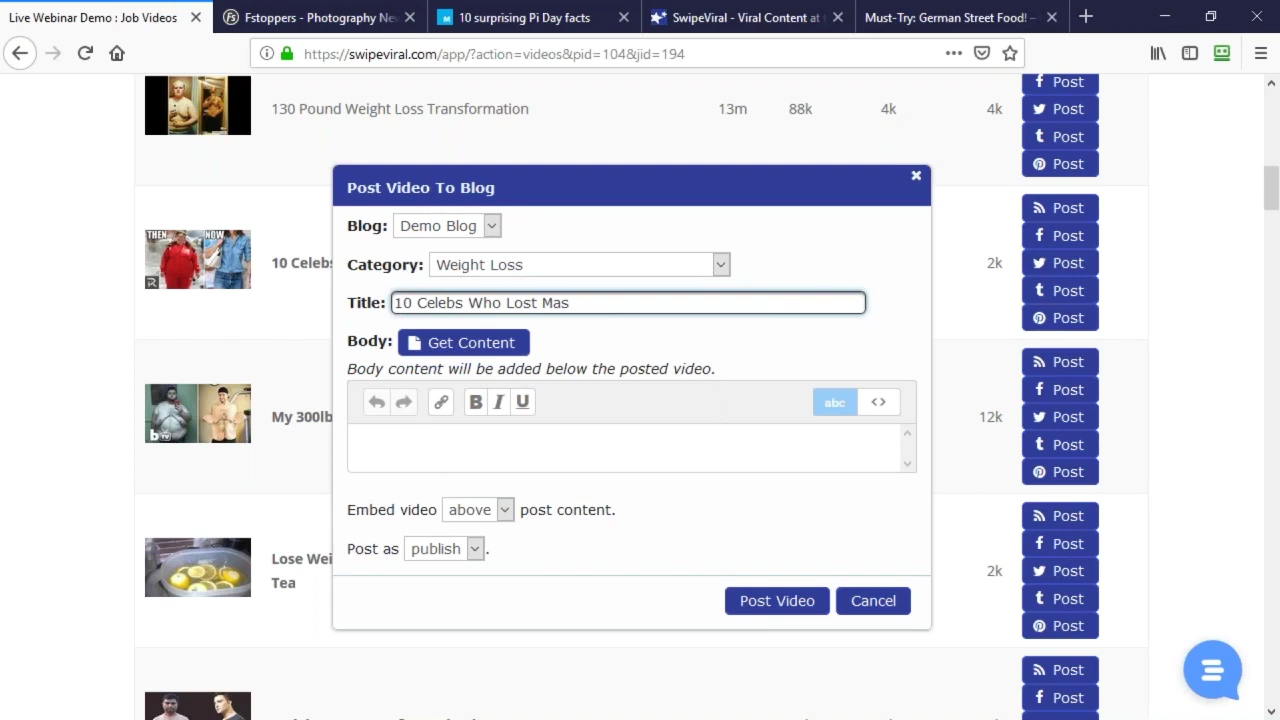 Live Webinar Demo : Job Videos
Fstoppers - Photography Ne
10 surprising Pi Day facts
SwipeViral - Viral Content at
Must-Try: German Street Food! –
https://swipeviral.com/app/?action=videos&pid=104&jid=194
130 Pound Weight Loss Transformation 13m 88k 4k 4k
Post
Post
Post
Post
Post Video To Blog
Blog: Demo Blog
Category: Weight Loss
Title: 10 Celebs Who Lost Mas
Body: Get Content
Body content will be added below the posted video.
B I U abc <>
Embed video above post content.
Post as publish .
Post Video Cancel
THEN NOW
R
10 Celebs
2k
Post
Post
Post
Post
Post
b tv
My 300lb
12k
Post
Post
Post
Post
Post
Lose Wei
Tea
2k
Post
Post
Post
Post
Post
Post
Post